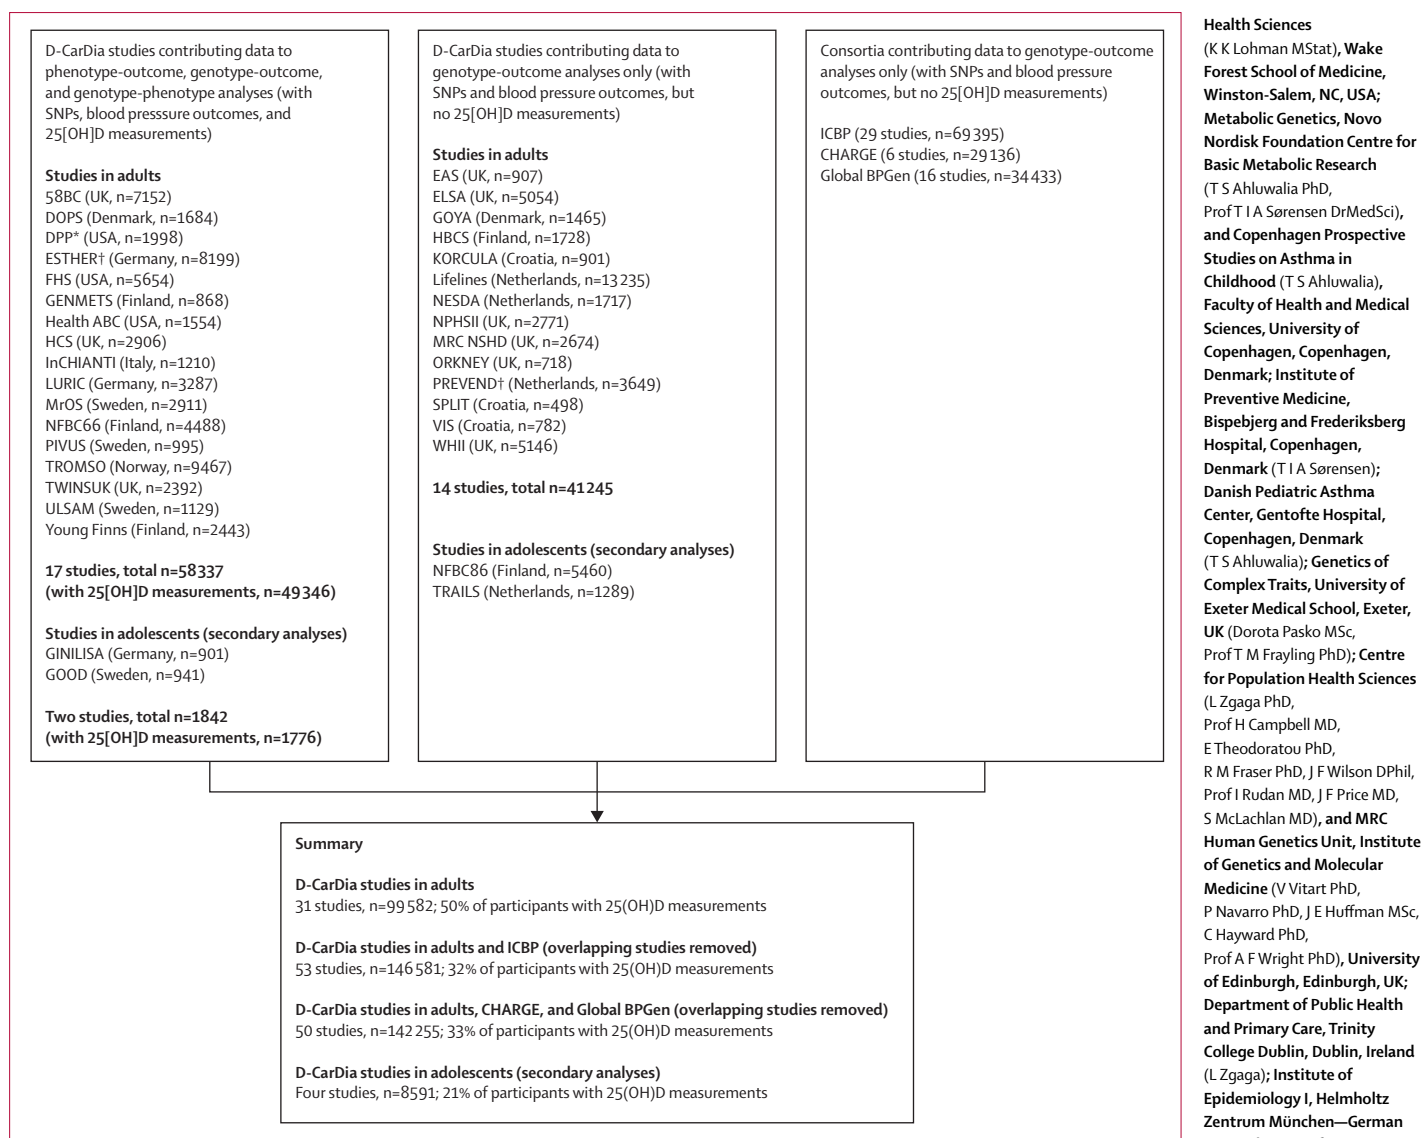 D-CarDia studies contributing data to
phenotype-outcome, genotype-outcome,
and genotype-phenotype analyses (with
SNPs, blood presssure outcomes, and
25[OH]D measurements)
Studies in adults
58BC (UK, n=7152)
DOPS (Denmark, n=1684)
DPP* (USA, n=1998)
ESTHER† (Germany, n=8199)
FHS (USA, n=5654)
GENMETS (Finland, n=868)
Health ABC (USA, n=1554)
HCS (UK, n=2906)
InCHIANTI (Italy, n=1210)
LURIC (Germany, n=3287)
MrOS (Sweden, n=2911)
NFBC66 (Finland, n=4488)
PIVUS (Sweden, n=995)
TROMSO (Norway, n=9467)
TWINSUK (UK, n=2392)
ULSAM (Sweden, n=1129)
Young Finns (Finland, n=2443)
17 studies, total n=58 337
(with 25[OH]D measurements, n=49 346)
Studies in adolescents (secondary analyses)
GINILISA (Germany, n=901)
GOOD (Sweden, n=941)
Two studies, total n=1842
(with 25[OH]D measurements, n=1776)
D-CarDia studies contributing data to
genotype-outcome analyses only (with
SNPs and blood pressure outcomes, but
no 25[OH]D measurements)
Studies in adults
EAS (UK, n=907)
ELSA (UK, n=5054)
GOYA (Denmark, n=1465)
HBCS (Finland, n=1728)
KORCULA (Croatia, n=901)
Lifelines (Netherlands, n=13 235)
NESDA (Netherlands, n=1717)
NPHSII (UK, n=2771)
MRC NSHD (UK, n=2674)
ORKNEY (UK, n=718)
PREVEND† (Netherlands, n=3649)
SPLIT (Croatia, n=498)
VIS (Croatia, n=782)
WHII (UK, n=5146)
14 studies, total n=41 245
Studies in adolescents (secondary analyses)
NFBC86 (Finland, n=5460)
TRAILS (Netherlands, n=1289)
Consortia contributing data to genotype-outcome
analyses only (with SNPs and blood pressure
outcomes, but no 25[OH]D measurements)
ICBP (29 studies, n=69 395)
CHARGE (6 studies, n=29 136)
Global BPGen (16 studies, n=34 433)
Summary
D-CarDia studies in adults
31 studies, n=99 582; 50% of participants with 25(OH)D measurements
D-CarDia studies in adults and ICBP (overlapping studies removed)
53 studies, n=146 581; 32% of participants with 25(OH)D measurements
D-CarDia studies in adults, CHARGE, and Global BPGen (overlapping studies removed)
50 studies, n=142 255; 33% of participants with 25(OH)D measurements
D-CarDia studies in adolescents (secondary analyses)
Four studies, n=8591; 21% of participants with 25(OH)D measurements
Health Sciences
(K K Lohman MStat), Wake
Forest School of Medicine,
Winston-Salem, NC, USA;
Metabolic Genetics, Novo
Nordisk Foundation Centre for
Basic Metabolic Research
(T S Ahluwalia PhD,
Prof T I A Sørensen DrMedSci),
and Copenhagen Prospective
Studies on Asthma in
Childhood (T S Ahluwalia),
Faculty of Health and Medical
Sciences, University of
Copenhagen, Copenhagen,
Denmark; Institute of
Preventive Medicine,
Bispebjerg and Frederiksberg
Hospital, Copenhagen,
Denmark (T I A Sørensen);
Danish Pediatric Asthma
Center, Gentofte Hospital,
Copenhagen, Denmark
(T S Ahluwalia); Genetics of
Complex Traits, University of
Exeter Medical School, Exeter,
UK (Dorota Pasko MSc,
Prof T M Frayling PhD); Centre
for Population Health Sciences
(L Zgaga PhD,
Prof H Campbell MD,
E Theodoratou PhD,
R M Fraser PhD, J F Wilson DPhil,
Prof I Rudan MD, J F Price MD,
S McLachlan MD), and MRC
Human Genetics Unit, Institute
of Genetics and Molecular
Medicine (V Vitart PhD,
P Navarro PhD, J E Huffman MSc,
C Hayward PhD,
Prof A F Wright PhD), University
of Edinburgh, Edinburgh, UK;
Department of Public Health
and Primary Care, Trinity
College Dublin, Dublin, Ireland
(L Zgaga); Institute of
Epidemiology I, Helmholtz
Zentrum München—German